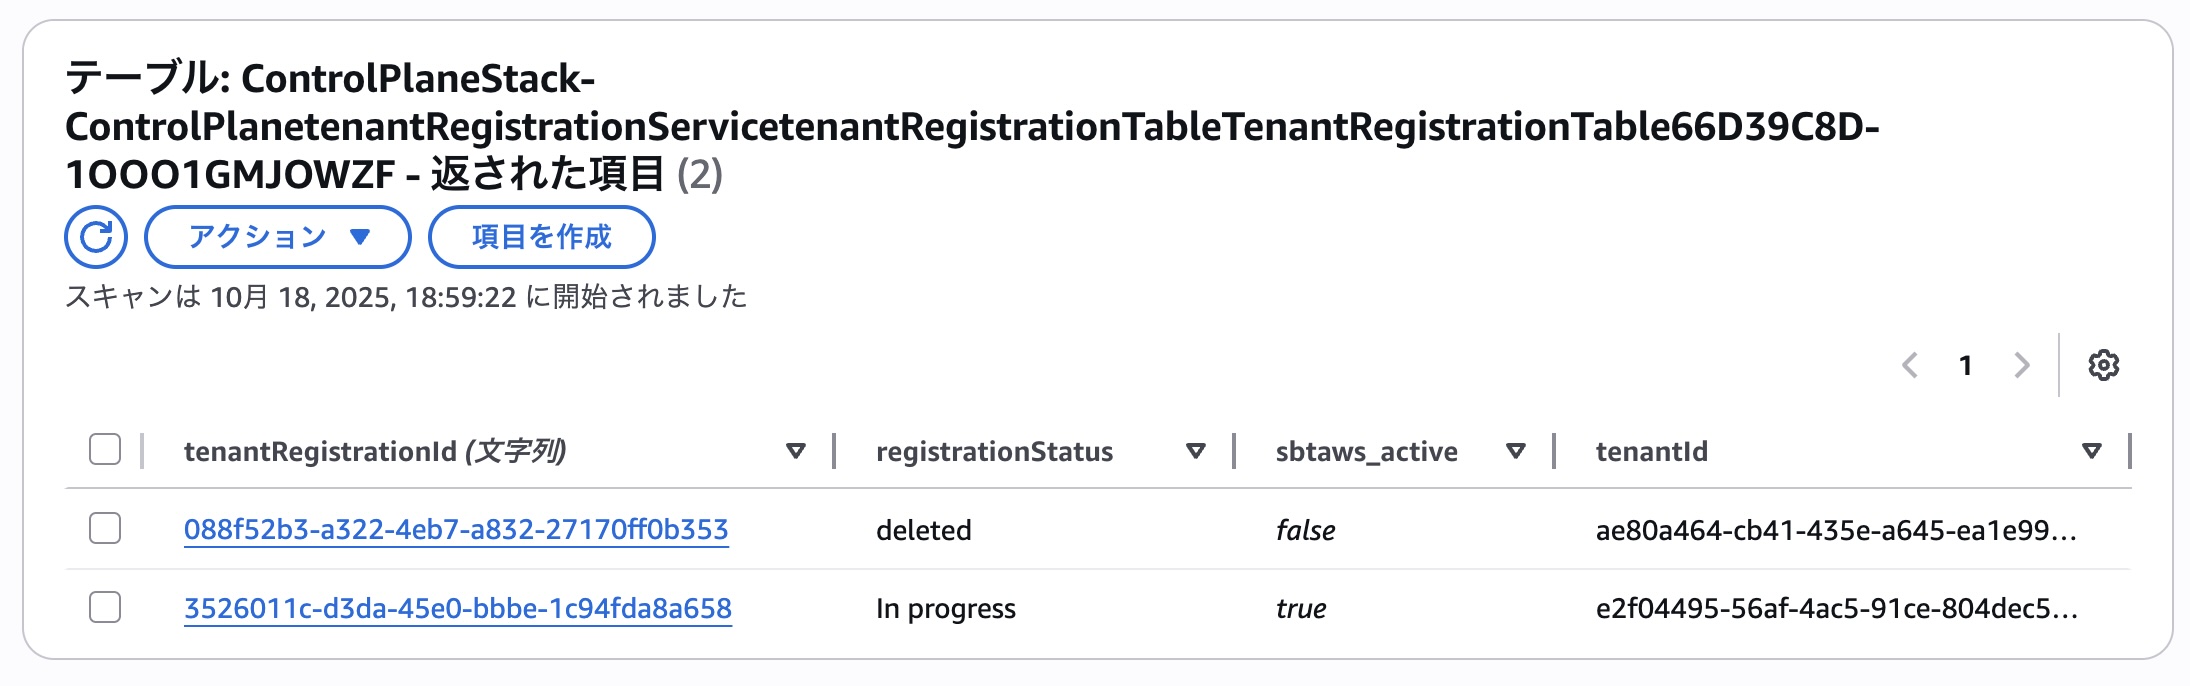 テーブル: ControlPlaneStack-
ControlPlanetenantRegistrationServicetenantRegistrationTableTenantRegistrationTable66D39C8D-
1OOO1GMJOWZF - 返された項目 (2)
アクション 項目を作成
スキャンは 10月 18, 2025, 18:59:22 に開始されました
1
tenantRegistrationId (文字列) registrationStatus sbtaws_active tenantId
088f52b3-a322-4eb7-a832-27170ff0b353 deleted false ae80a464-cb41-435e-a645-ea1e99...
3526011c-d3da-45e0-bbbe-1c94fda8a658 In progress true e2f04495-56af-4ac5-91ce-804dec5...